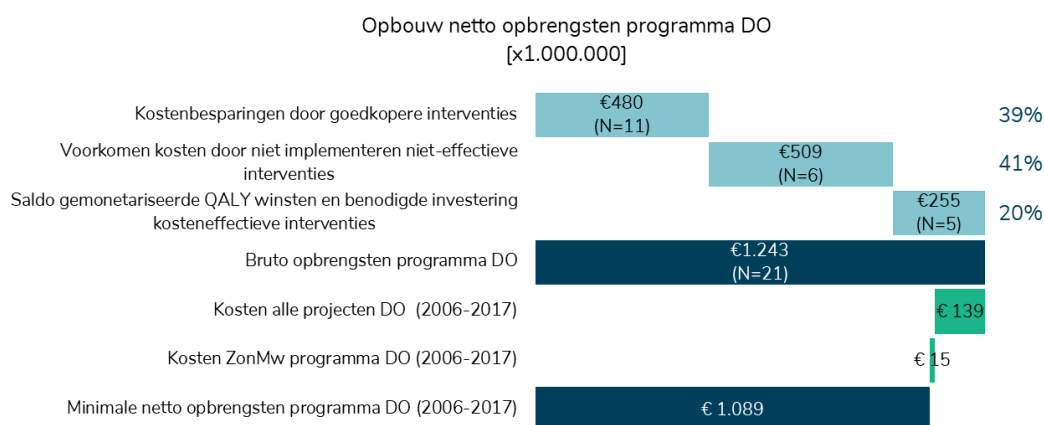 Opbouw netto opbrengsten programma DO
[x1.000.000]
Kostenbesparingen door goedkopere interventies
€480
(N=11)
39%
Voorkomen kosten door niet implementeren niet-effectieve
interventies
€509
(N=6)
41%
Saldo gemonetariseerde QALY winsten en benodigde investering
kosteneffectieve interventies
€255
(N=5)
20%
Bruto opbrengsten programma DO
€1.243
(N=21)
Kosten alle projecten DO (2006-2017)
€ 139
Kosten ZonMw programma DO (2006-2017)
€ 15
Minimale netto opbrengsten programma DO (2006-2017)
€ 1.089